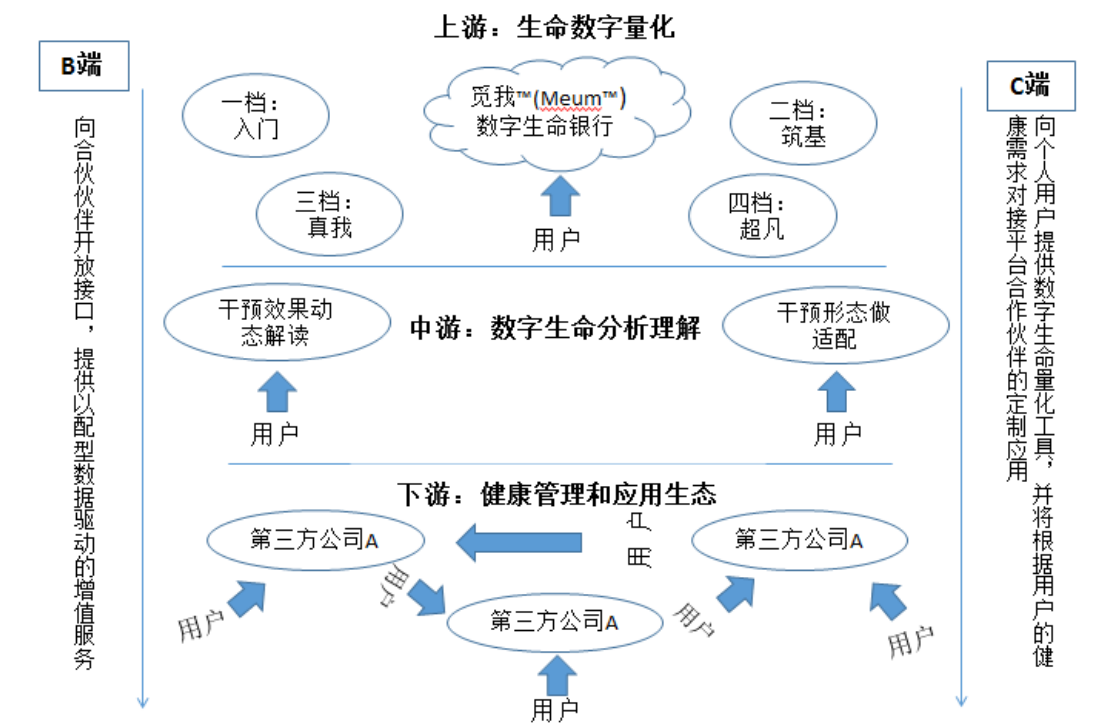 上游：生命数字量化
B端
向合伙伙伴开放接口，提供以配型数据驱动的增值服务
一档：
入门
觅我™(Meum™)
数字生命银行
二档：
筑基
三档：
真我
四档：
超凡
用户
C端
向个人用户提供数字生命量化工具，并将根据用户的健
康需求对接平台合作伙伴的定制应用
干预效果动
态解读
中游：数字生命分析理解
干预形态做
适配
用户
用户
下游：健康管理和应用生态
第三方公司A
用户
第三方公司A
用户
用户
第三方公司A
用户
用户
用户